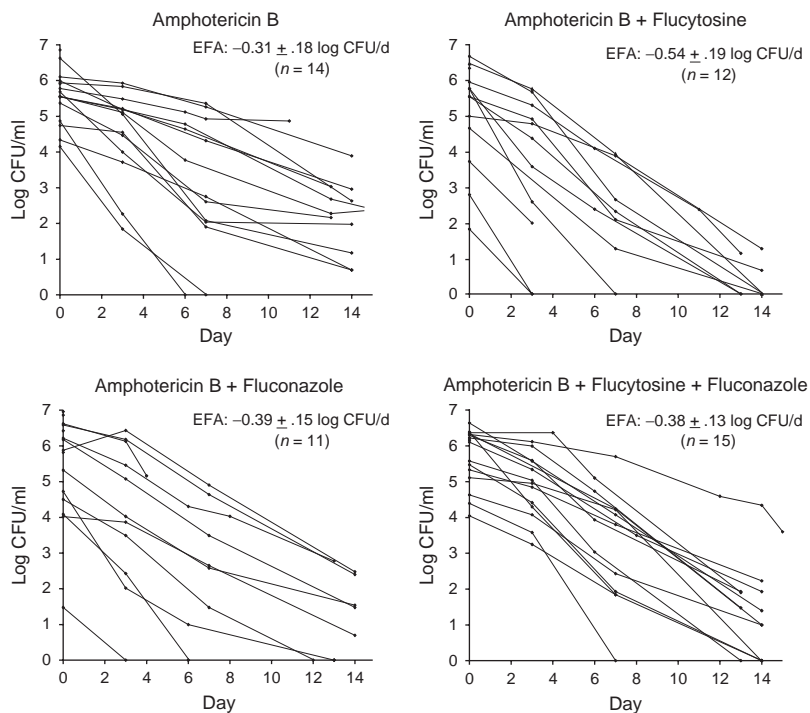 Amphotericin B
EFA: −0.31 ± .18 log CFU/d
(n = 14)
Log CFU/ml
7
6
5
4
3
2
1
0
0 2 4 6 8 10 12 14
Day
Amphotericin B + Flucytosine
EFA: −0.54 ± .19 log CFU/d
(n = 12)
Log CFU/ml
7
6
5
4
3
2
1
0
0 2 4 6 8 10 12 14
Day
Amphotericin B + Fluconazole
EFA: −0.39 ± .15 log CFU/d
(n = 11)
Log CFU/ml
7
6
5
4
3
2
1
0
0 2 4 6 8 10 12 14
Day
Amphotericin B + Flucytosine + Fluconazole
EFA: −0.38 ± .13 log CFU/d
(n = 15)
Log CFU/ml
7
6
5
4
3
2
1
0
0 2 4 6 8 10 12 14
Day